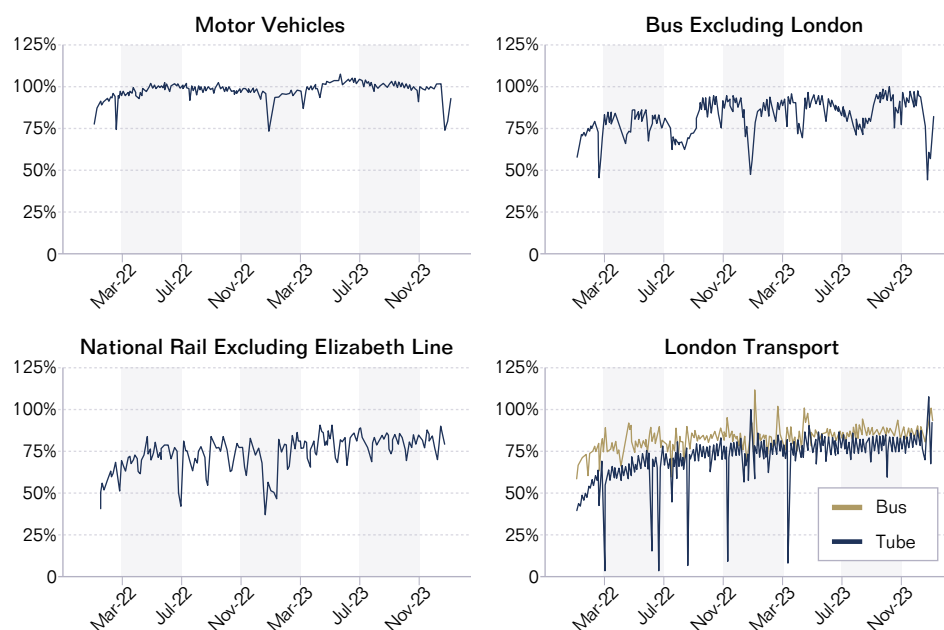 Motor Vehicles
125%
100%
75%
50%
25%
0
Mar-22
Jul-22
Nov-22
Mar-23
Jul-23
Nov-23
Bus Excluding London
125%
100%
75%
50%
25%
0
Mar-22
Jul-22
Nov-22
Mar-23
Jul-23
Nov-23
National Rail Excluding Elizabeth Line
125%
100%
75%
50%
25%
0
Mar-22
Jul-22
Nov-22
Mar-23
Jul-23
Nov-23
London Transport
125%
100%
75%
50%
25%
0
Mar-22
Jul-22
Nov-22
Mar-23
Jul-23
Nov-23
Bus
Tube